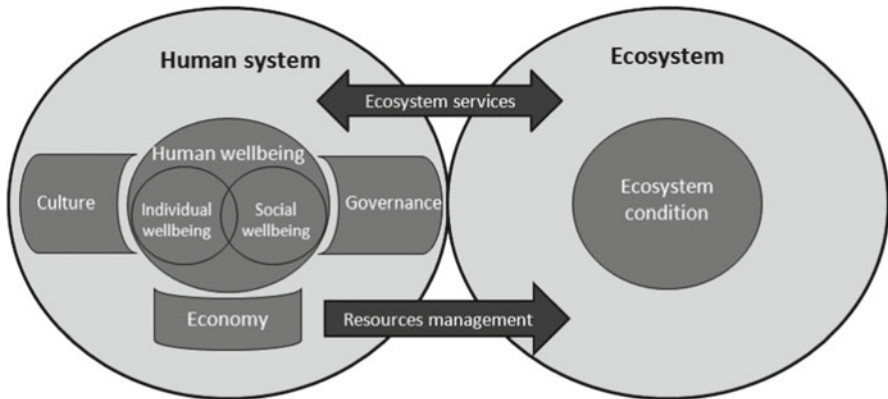 Human system
Ecosystem
Ecosystem services
Human wellbeing
Culture
Individual
wellbeing
Social
wellbeing
Governance
Ecosystem
condition
Economy
Resources management